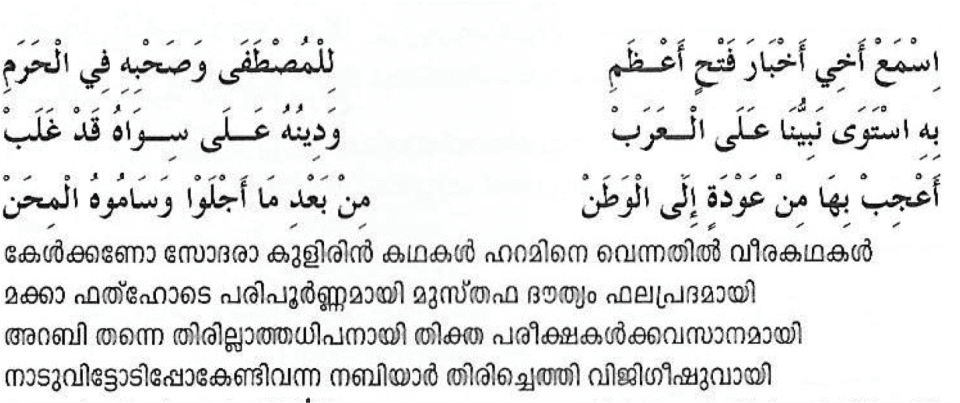 اِسْمَعْ أَخِي أَخْبَارَ فَتْحٍ أَعْـظَمِ لِلْمُصْطَفَى وَصَحْبِهِ فِي الْحَرَمِ
بِهِ اسْتَوَى نَبِيُّنَا عَلَى الْـعَرَبْ وَدِينُهُ عَـلَى سِـوَاهُ قَدْ غَلَبْ
أَعْجِبْ بِهَا مِنْ عَوْدَةٍ إِلَى الْوَطَنْ مِنْ بَعْدِ مَا أَجْلَوْا وَسَامُوهُ الْمِحَنْ
കേൾക്കണോ സോദരാ കുളിരിൻ കഥകൾ ഹറമിനെ വെന്നതിൽ വീരകഥകൾ
മക്കാ ഫത്ഹോടെ പരിപൂർണ്ണമായി മുസ്തഫ ദൗത്യം ഫലപ്രദമായി
അറബി തന്നെ തിരില്ലാത്തധിപനായി തിക്ത പരീക്ഷകൾക്കവസാനമായി
നാടുവിട്ടോടിപ്പോകേണ്ടിവന്ന നബിയാർ തിരിച്ചെത്തി വിജിഗീഷുവായി